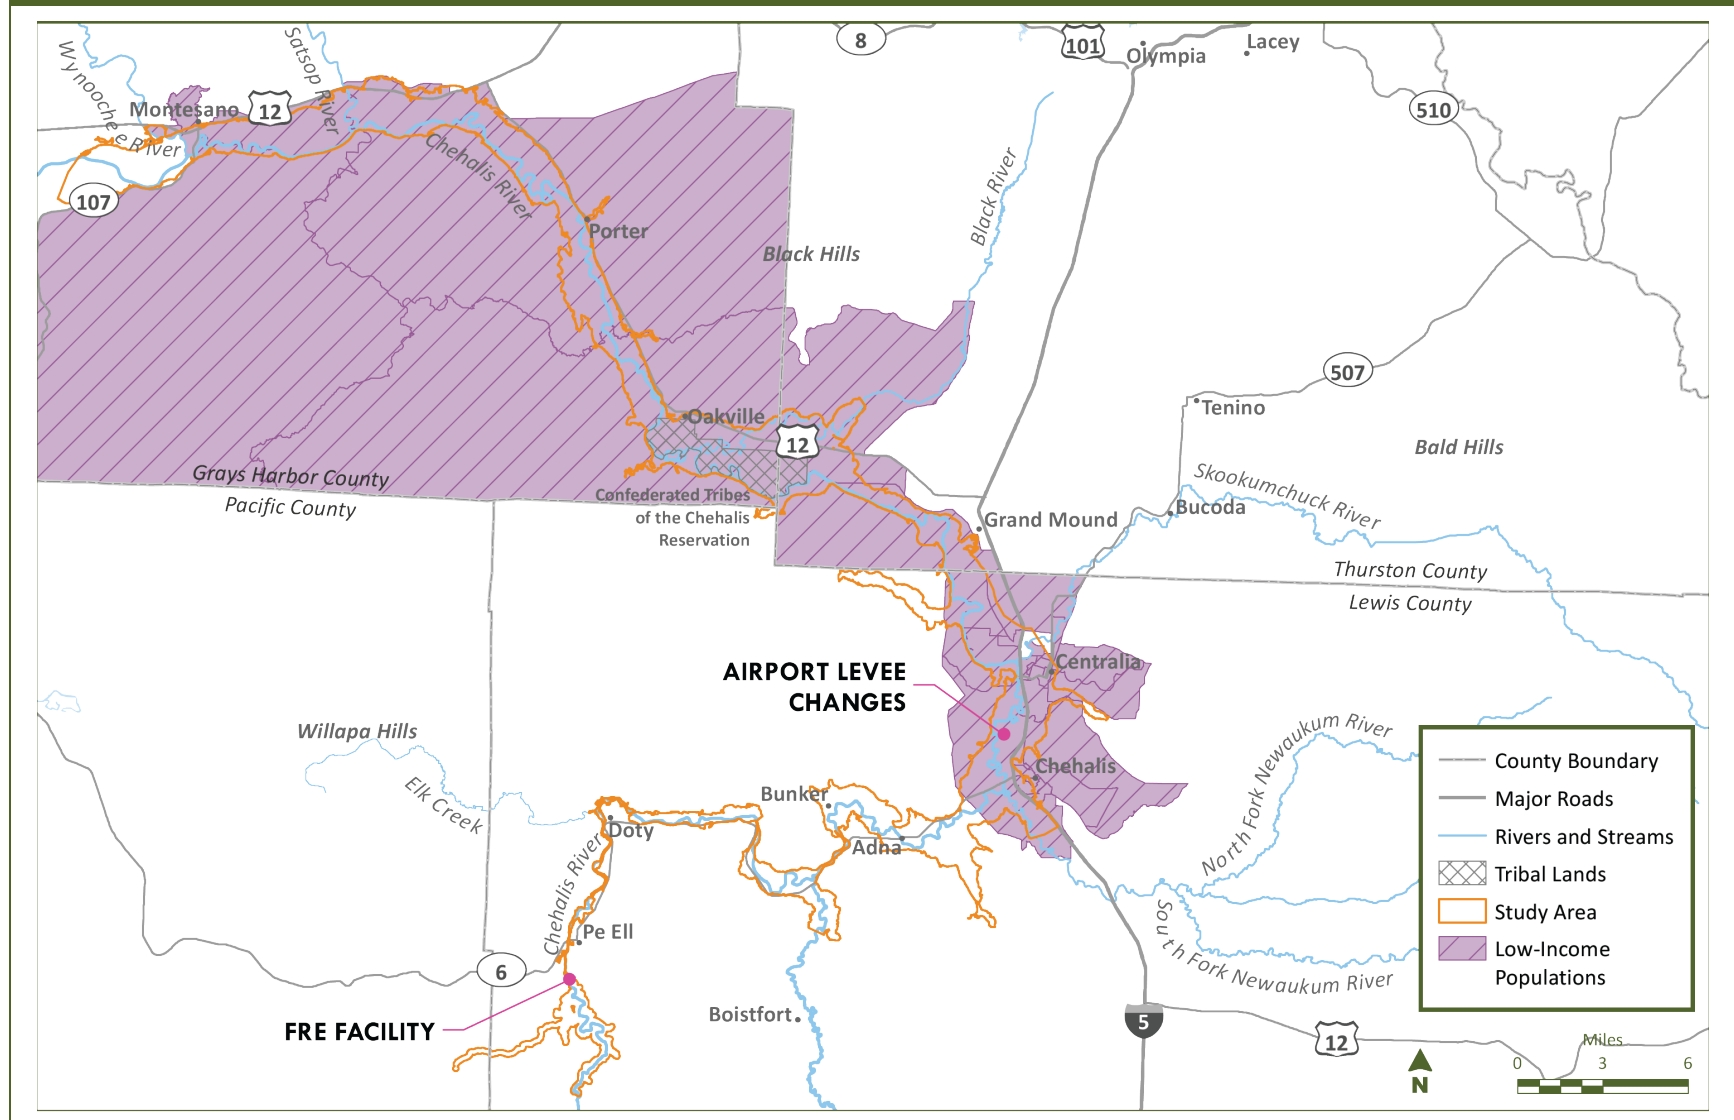 8
101
Olympia
Lacey
Wynoochee River
Satsop River
Montesano
12
510
107
Chehalis River
Porter
Black Hills
Black River
507
Tenino
Oakville
12
Bald Hills
Grays Harbor County
Pacific County
Confederated Tribes
of the Chehalis
Reservation
Skookumchuck River
Bucoda
Grand Mound
Thurston County
Lewis County
AIRPORT LEVEE
CHANGES
Centralia
Willapa Hills
Elk Creek
Chehalis
Bunker
Doty
Adna
North Fork Newaukum River
Chehalis River
Pe Ell
6
South Fork Newaukum River
FRE FACILITY
Boistfort
5
12
County Boundary
Major Roads
Rivers and Streams
Tribal Lands
Study Area
Low-Income
Populations
Miles
0 3 6
N